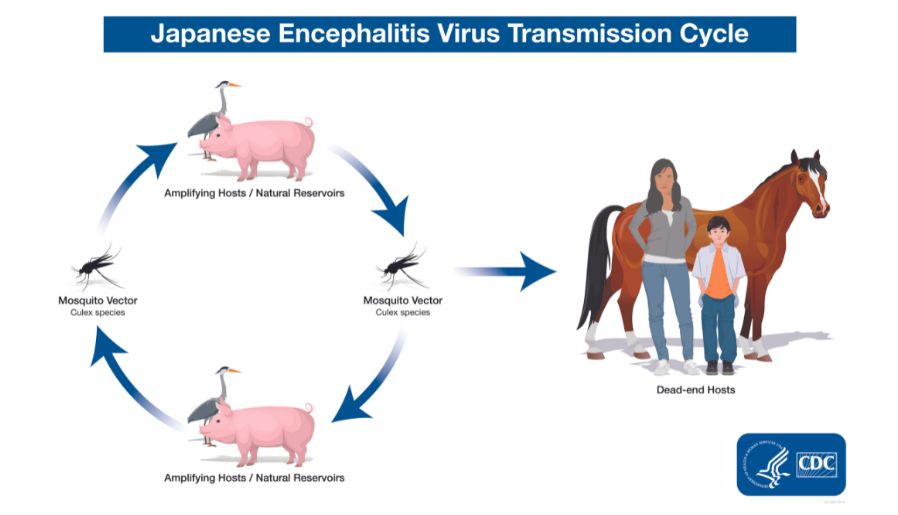 Japanese Encephalitis Virus Transmission Cycle
Amplifying Hosts / Natural Reservoirs
Mosquito Vector
Culex species
Mosquito Vector
Culex species
Amplifying Hosts / Natural Reservoirs
Dead-end Hosts
CDC